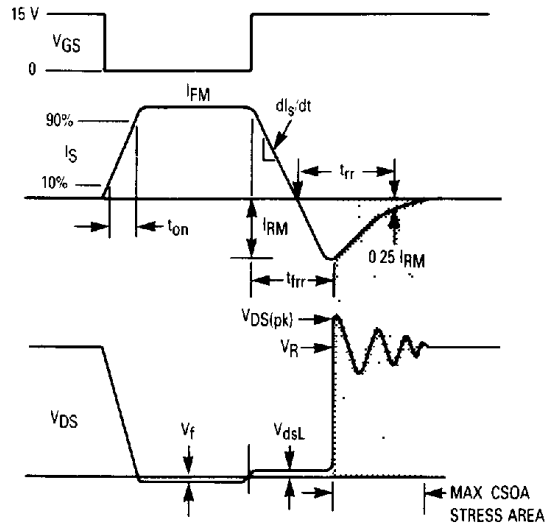 15 V
VGS
0
IFM
dIS/dt
90%
IS
trr
10%
ton
IRM
0.25 IRM
tfrr
VDS(pk)
VR
VDS
Vf
VdsL
MAX CSOA
STRESS AREA